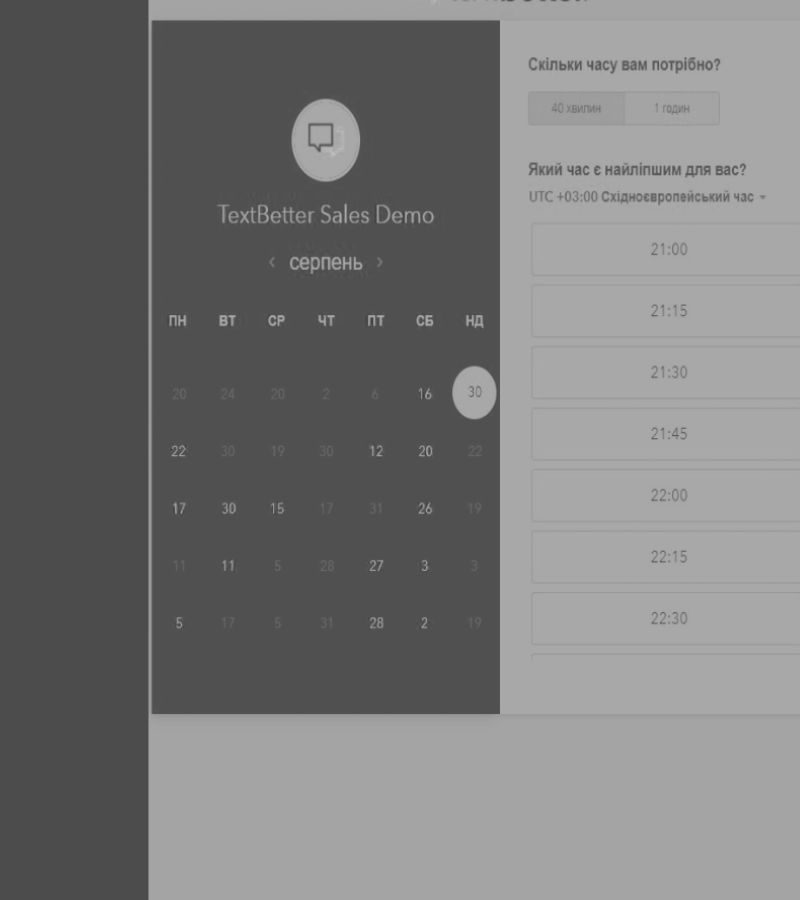 TextBetter Sales Demo
‹ серпень ›
ПН ВТ СР ЧТ ПТ СБ НД
20 24 20 2 6 16 30
22 30 19 30 12 20 22
17 30 15 17 31 26 19
11 11 5 28 27 3 3
5 17 5 31 28 2 19
Скільки часу вам потрібно?
40 хвилин 1 годин
Який час є найліпшим для вас?
UTC +03:00 Східноєвропейський час
21:00
21:15
21:30
21:45
22:00
22:15
22:30